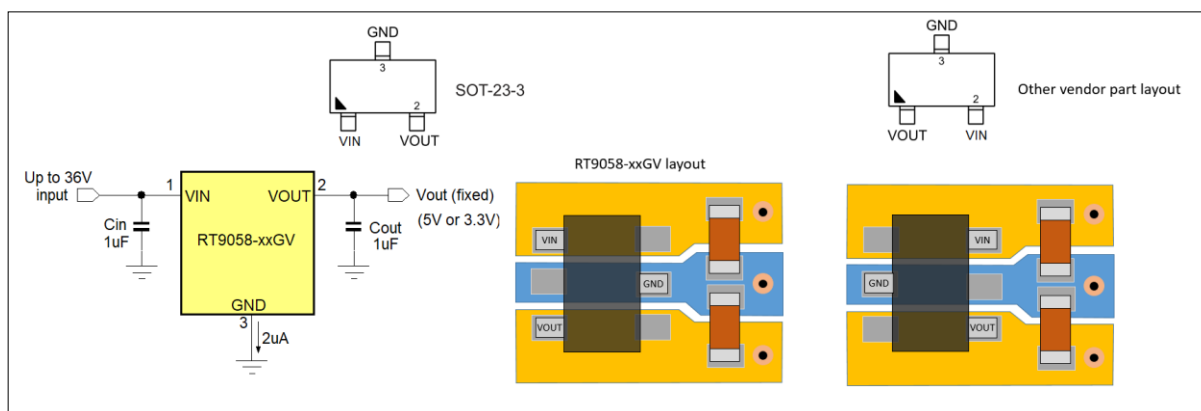 GND
3
SOT-23-3
2
VIN
VOUT
GND
3
Other vendor part layout
2
VOUT
VIN
Up to 36V
input
1
VIN
VOUT
2
Vout (fixed)
(5V or 3.3V)
Cin
1uF
RT9058-xxGV
Cout
1uF
GND
3
2uA
RT9058-xxGV layout
VIN
GND
VOUT
VIN
GND
VOUT